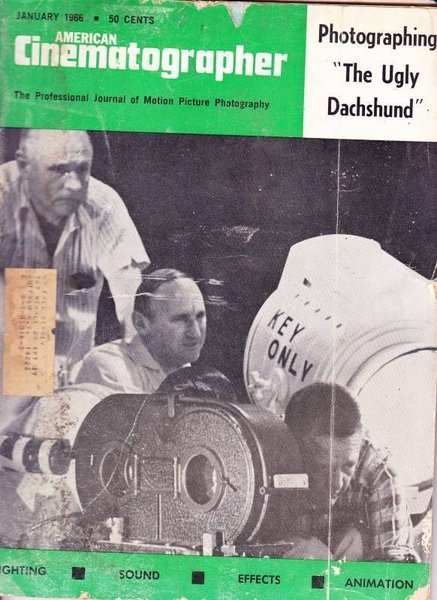 JANUARY 1966 ■ 50 CENTS
AMERICAN
Cinematographer
The Professional Journal of Motion Picture Photography
Photographing
"The Ugly
Dachshund"
KEY
ONLY
GHTING ■ SOUND ■ EFFECTS ■ ANIMATION